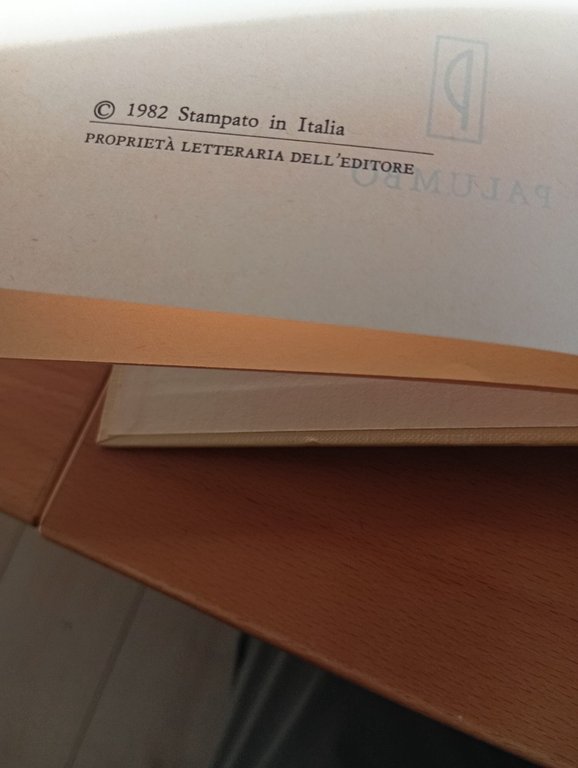 © 1982 Stampato in Italia
PROPRIETÀ LETTERARIA DELL'EDITORE
PALUMBO